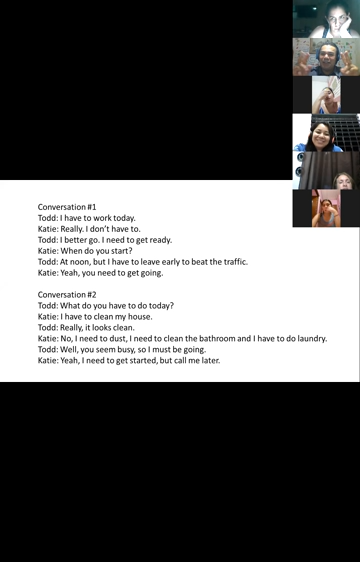 Conversation #1
Todd: I have to work today.
Katie: Really. I don't have to.
Todd: I better go. I need to get ready.
Katie: When do you start?
Todd: At noon, but I have to leave early to beat the traffic.
Katie: Yeah, you need to get going.
Conversation #2
Todd: What do you have to do today?
Katie: I have to clean my house.
Todd: Really, it looks clean.
Katie: No, I need to dust, I need to clean the bathroom and I have to do laundry.
Todd: Well, you seem busy, so I must be going.
Katie: Yeah, I need to get started, but call me later.